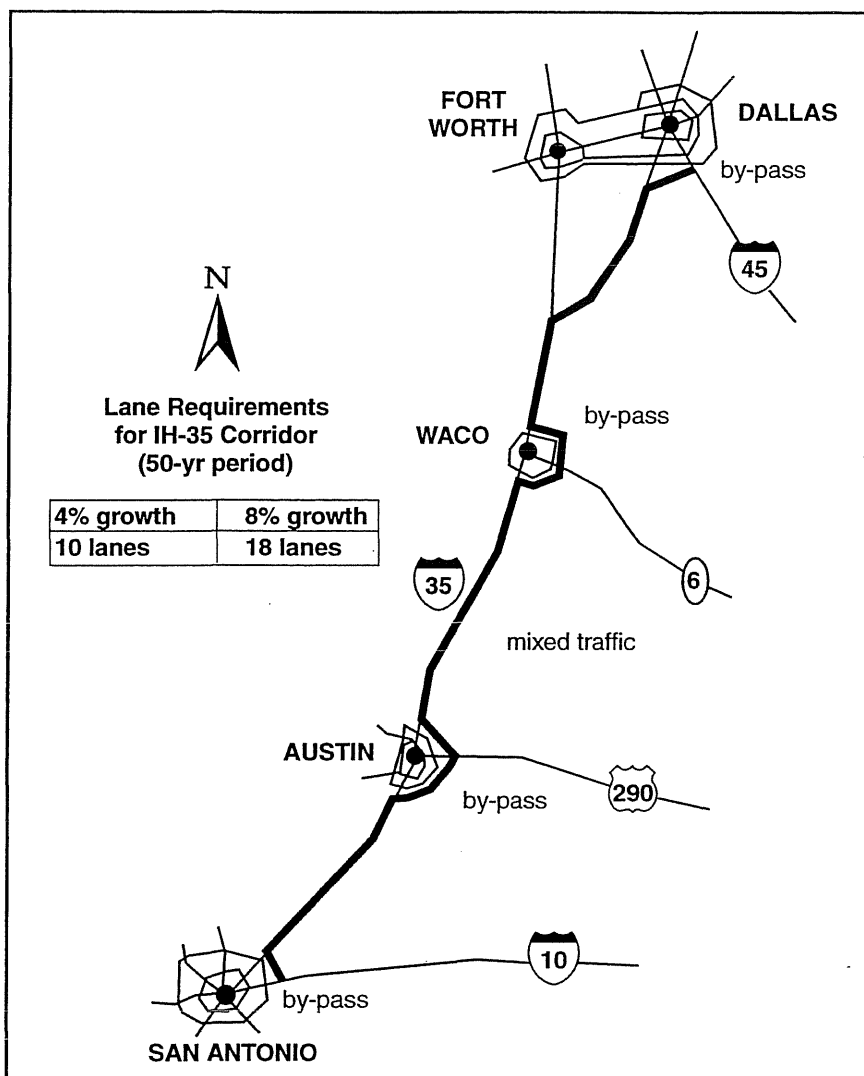 FORT
WORTH
DALLAS
by-pass
45
N
Lane Requirements
for IH-35 Corridor
(50-yr period)
WACO
by-pass
4% growth 8% growth
10 lanes 18 lanes
35
6
mixed traffic
AUSTIN
by-pass
290
10
by-pass
SAN ANTONIO